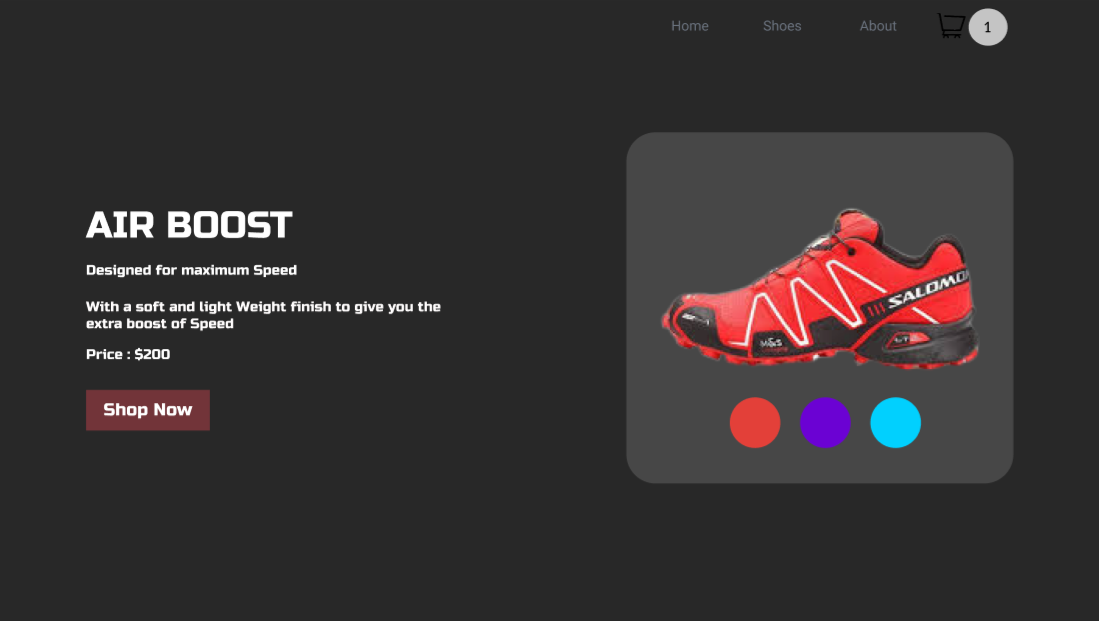 Home Shoes About 1
AIR BOOST
Designed for maximum Speed
With a soft and light Weight finish to give you the
extra boost of Speed
Price : $200
Shop Now
SALOMO
M&S